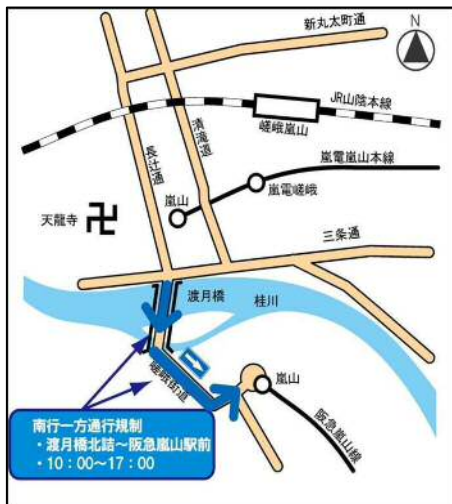 新丸太町通
N
JR山陰本線
嵯峨嵐山
清滝道
長辻通
嵐電嵐山本線
嵐電嵯峨
嵐山
天龍寺
三条通
渡月橋
桂川
嵯峨街道
嵐山
阪急嵐山線
南行一方通行規制
・渡月橋北詰~阪急嵐山駅前
・10:00~17:00